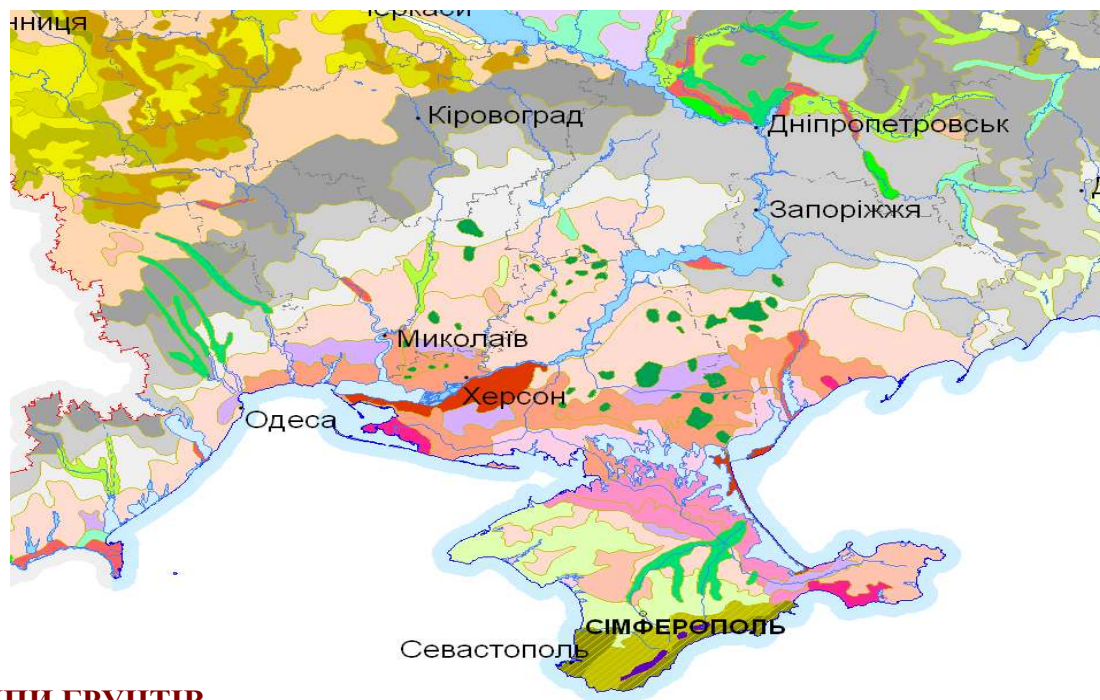 Кіровоград
Дніпропетровськ
Запоріжжя
Миколаїв
Херсон
Одеса
СІМФЕРОПОЛЬ
Севастополь